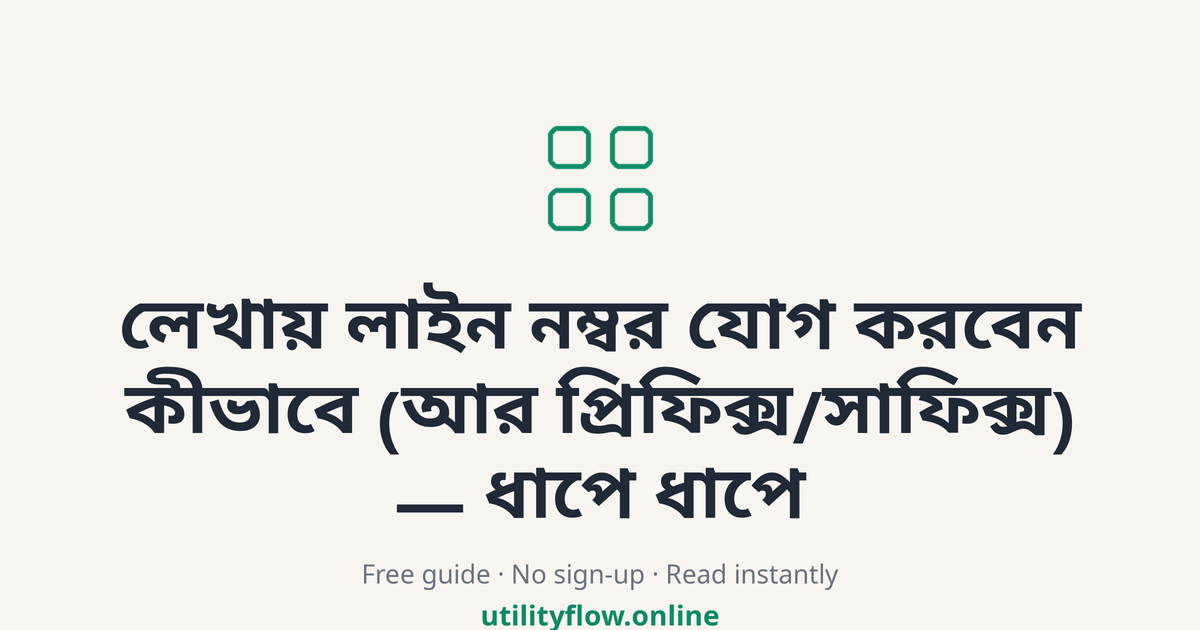 লেখায় লাইন নম্বর যোগ করবেন
কীভাবে (আর প্রিফিক্স/সাফিক্স)
— ধাপে ধাপে
Free guide · No sign-up · Read instantly
utilityflow.online